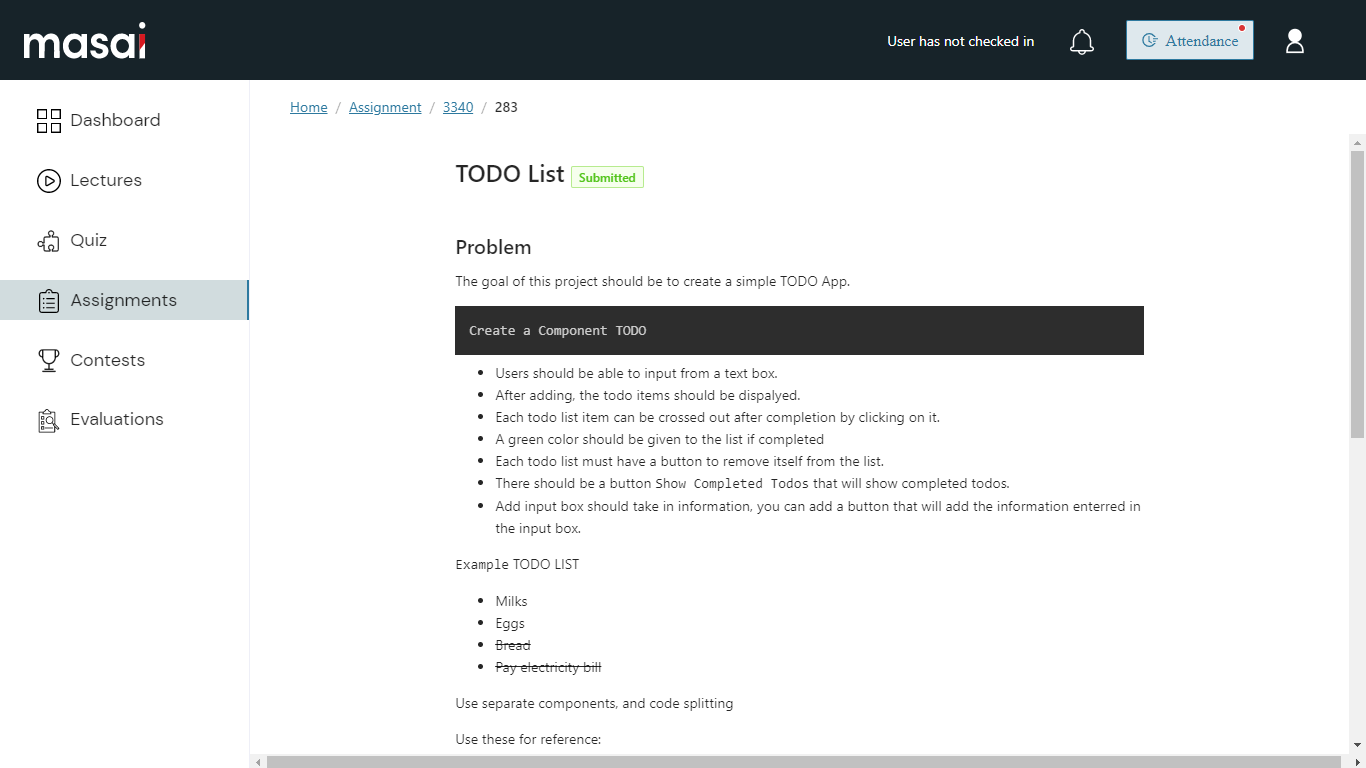 masai
User has not checked in
Attendance
Dashboard
Lectures
Quiz
Assignments
Contests
Evaluations
Home / Assignment / 3340 / 283
TODO List Submitted
Problem
The goal of this project should be to create a simple TODO App.
Create a Component TODO
Users should be able to input from a text box.
After adding, the todo items should be dispalyed.
Each todo list item can be crossed out after completion by clicking on it.
A green color should be given to the list if completed
Each todo list must have a button to remove itself from the list.
There should be a button Show Completed Todos that will show completed todos.
Add input box should take in information, you can add a button that will add the information enterred in
the input box.
Example TODO LIST
Milks
Eggs
Bread
Pay electricity bill
Use separate components, and code splitting
Use these for reference: